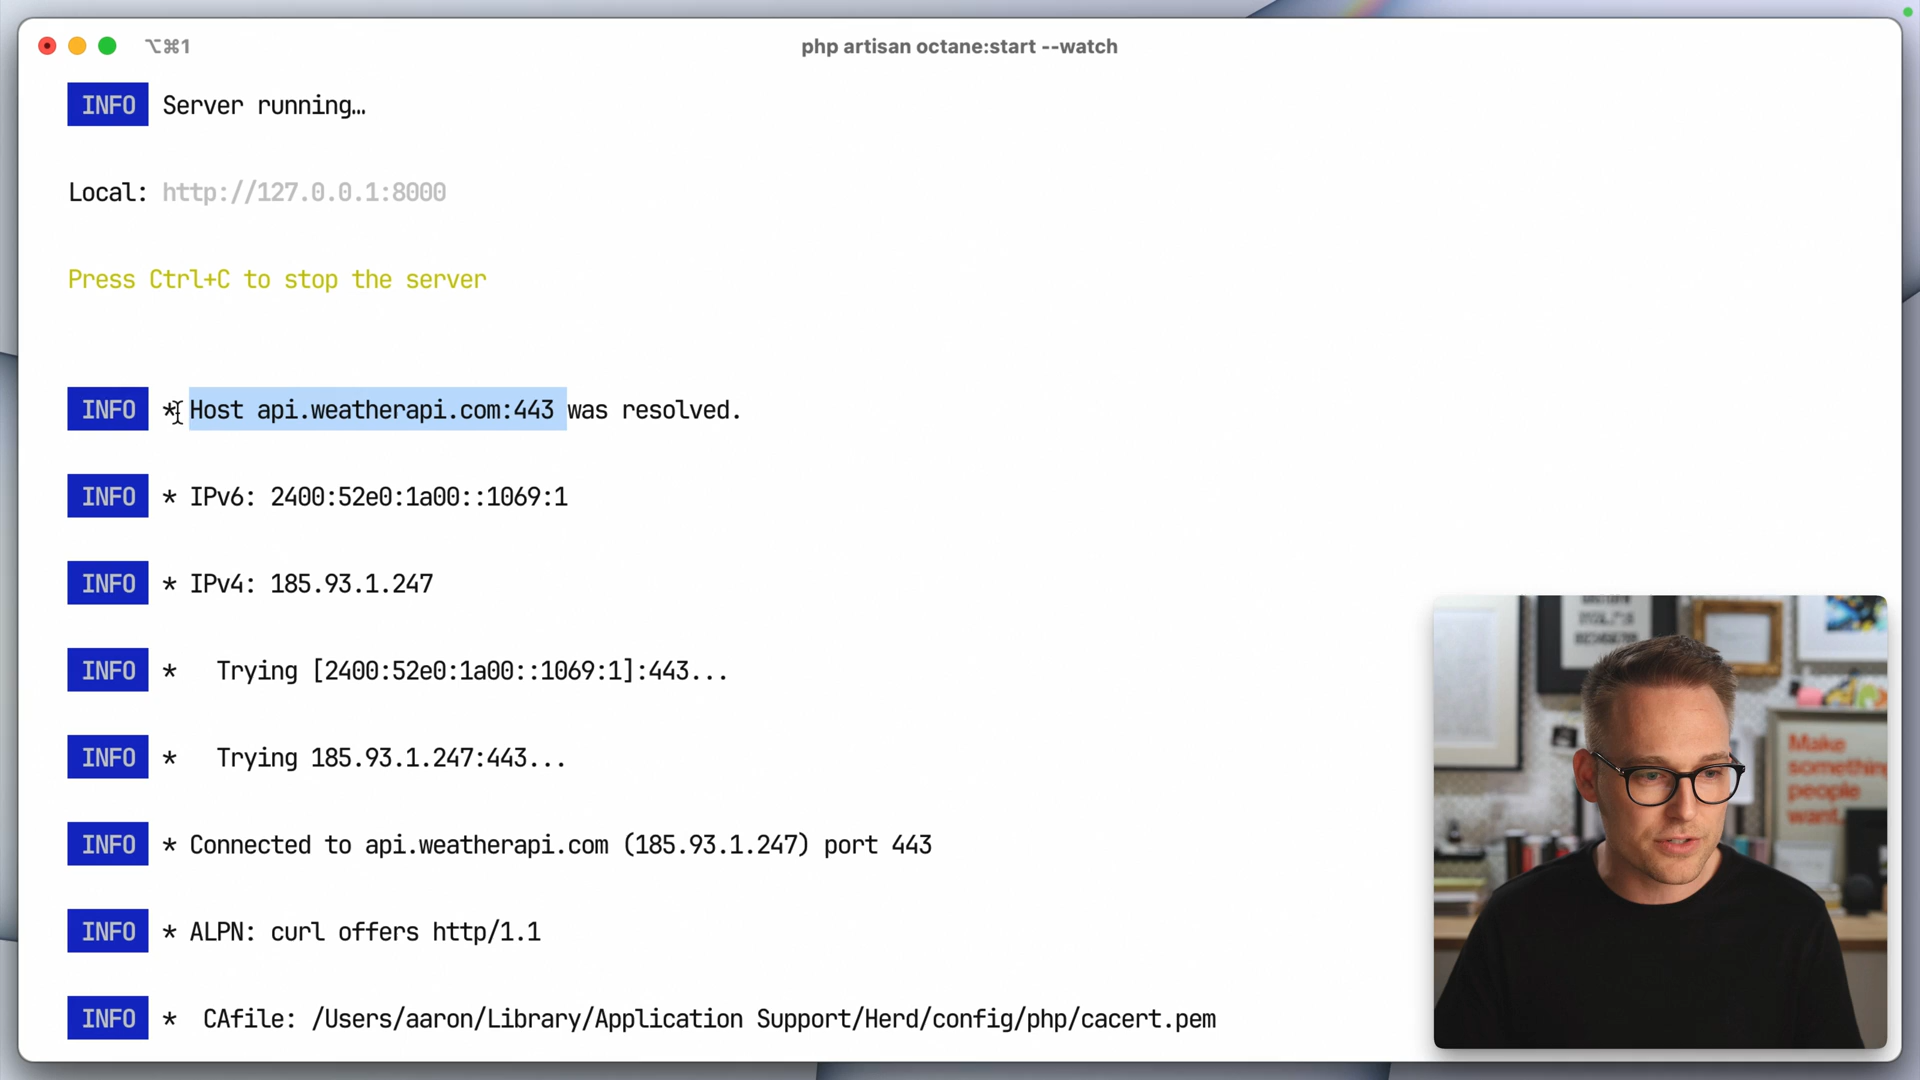 ⌥⌘1
php artisan octane:start --watch
INFO Server running…
Local: http://127.0.0.1:8000
Press Ctrl+C to stop the server
INFO * Host api.weatherapi.com:443 was resolved.
INFO * IPv6: 2400:52e0:1a00::1069:1
INFO * IPv4: 185.93.1.247
INFO *   Trying [2400:52e0:1a00::1069:1]:443...
INFO *   Trying 185.93.1.247:443...
INFO * Connected to api.weatherapi.com (185.93.1.247) port 443
INFO * ALPN: curl offers http/1.1
INFO *  CAfile: /Users/aaron/Library/Application Support/Herd/config/php/cacert.pem
Make
something
people
want.